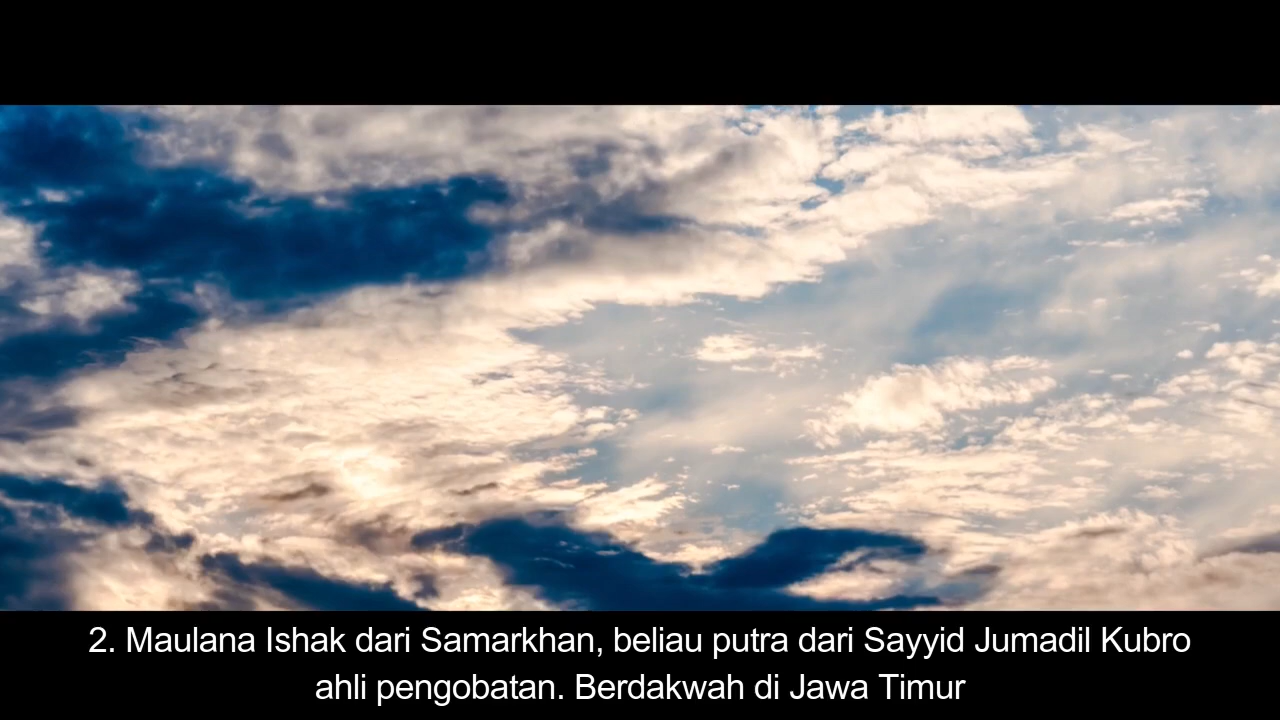 2. Maulana Ishak dari Samarkhan, beliau putra dari Sayyid Jumadil Kubro
ahli pengobatan. Berdakwah di Jawa Timur